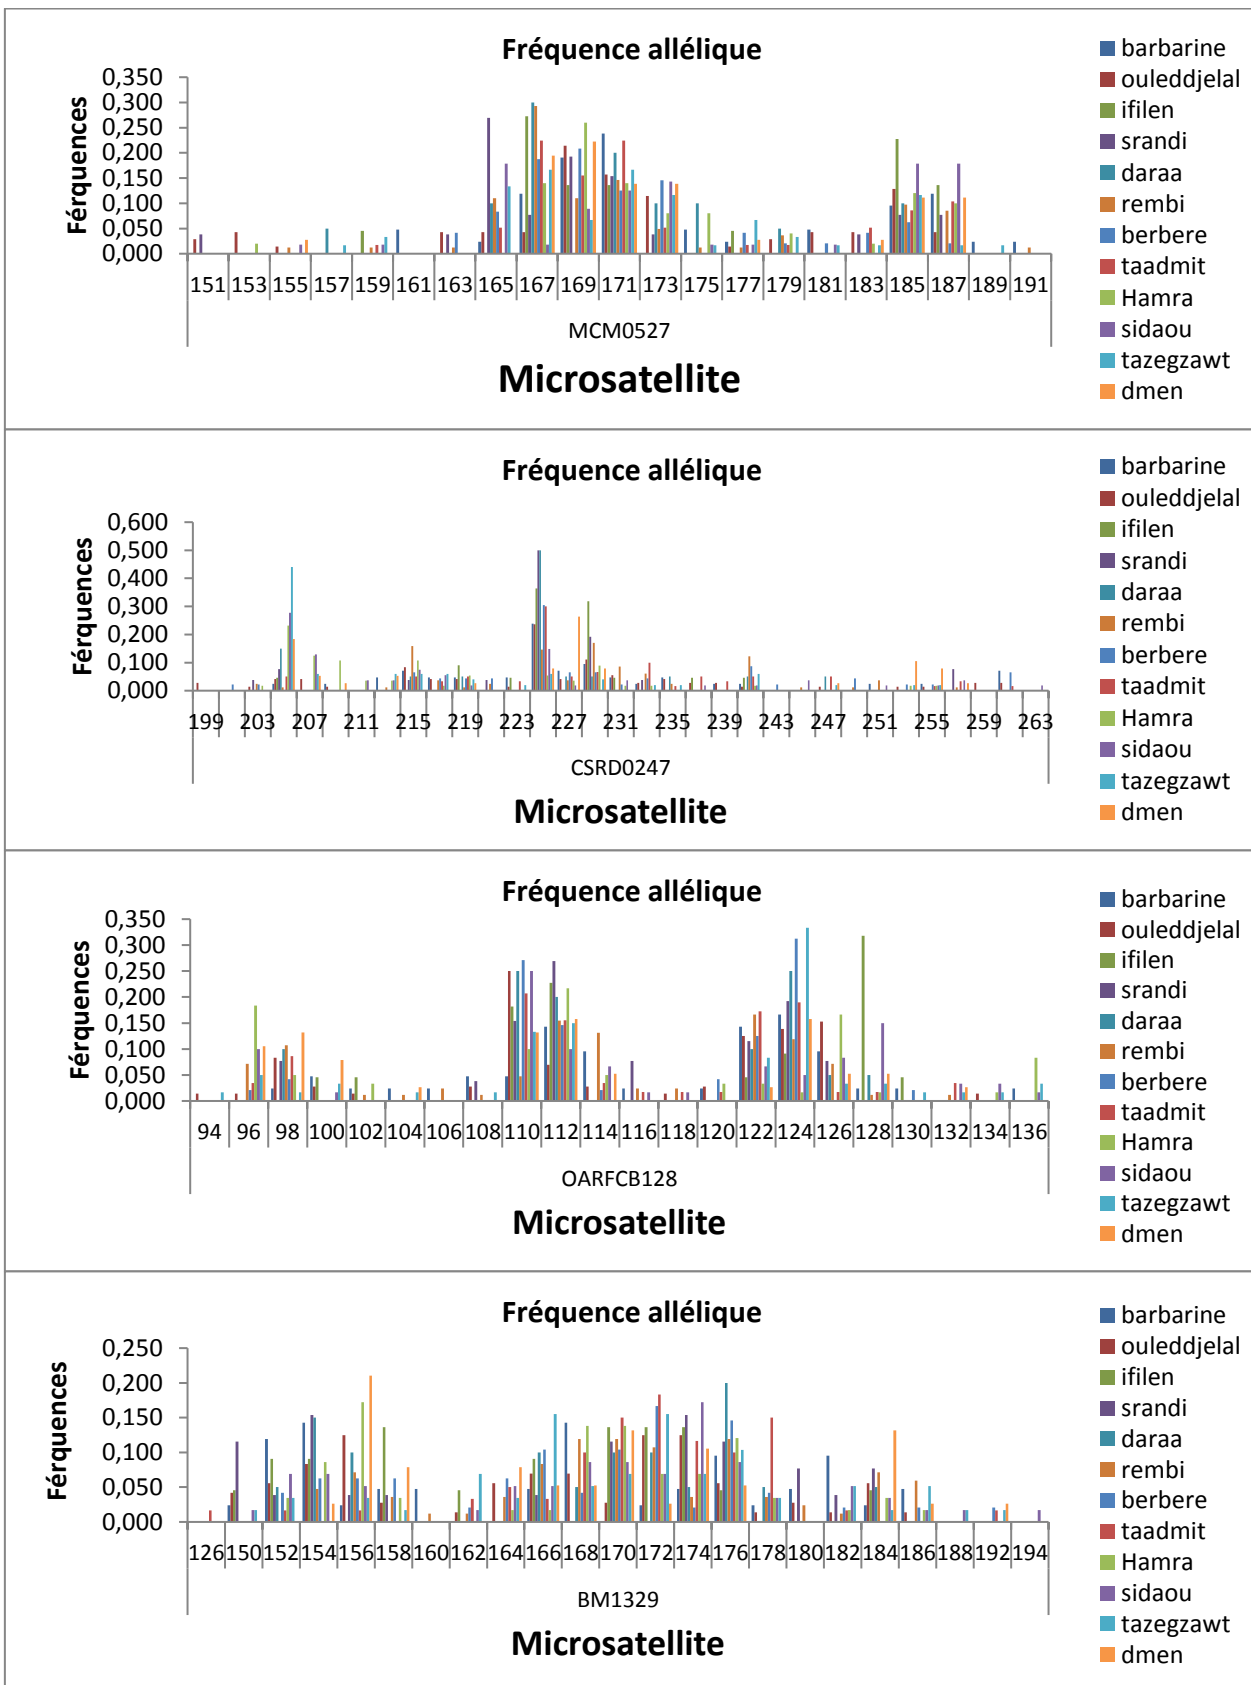 Fréquence allélique
Férquences
0,350
0,300
0,250
0,200
0,150
0,100
0,050
0,000
151 153 155 157 159 161 163 165 167 169 171 173 175 177 179 181 183 185 187 189 191
MCM0527
Microsatellite
barbarine
ouleddjelal
ifilen
srandi
daraa
rembi
berbere
taadmit
Hamra
sidaou
tazegzawt
dmen
Fréquence allélique
Férquences
0,600
0,500
0,400
0,300
0,200
0,100
0,000
199 203 207 211 215 219 223 227 231 235 239 243 247 251 255 259 263
CSRD0247
Microsatellite
barbarine
ouleddjelal
ifilen
srandi
daraa
rembi
berbere
taadmit
Hamra
sidaou
tazegzawt
dmen
Fréquence allélique
Férquences
0,350
0,300
0,250
0,200
0,150
0,100
0,050
0,000
94 96 98 100 102 104 106 108 110 112 114 116 118 120 122 124 126 128 130 132 134 136
OARFCB128
Microsatellite
barbarine
ouleddjelal
ifilen
srandi
daraa
rembi
berbere
taadmit
Hamra
sidaou
tazegzawt
dmen
Fréquence allélique
Férquences
0,250
0,200
0,150
0,100
0,050
0,000
126 150 152 154 156 158 160 162 164 166 168 170 172 174 176 178 180 182 184 186 188 192 194
BM1329
Microsatellite
barbarine
ouleddjelal
ifilen
srandi
daraa
rembi
berbere
taadmit
Hamra
sidaou
tazegzawt
dmen